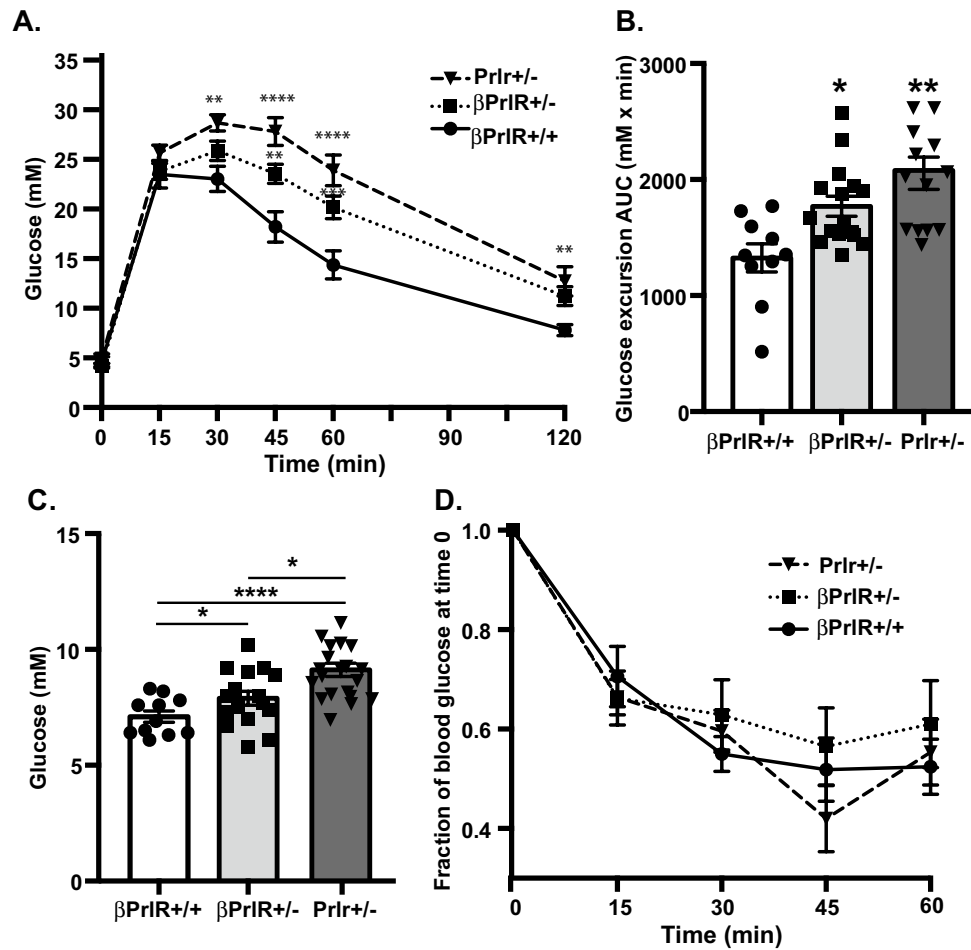 A.
35
30
25
20
15
10
5
0
Glucose (mM)
Prlr+/-
βPrlR+/-
βPrlR+/+
**
****
****
**
***
**
0 15 30 45 60 90 120
Time (min)
B.
3000
2000
1000
0
Glucose excursion AUC (mM x min)
* **
βPrlR+/+ βPrlR+/- Prlr+/-
C.
15
10
5
0
Glucose (mM)
*
****
*
βPrlR+/+ βPrlR+/- Prlr+/-
D.
1.0
0.8
0.6
0.4
Fraction of blood glucose at time 0
Prlr+/-
βPrlR+/-
βPrlR+/+
0 15 30 45 60
Time (min)